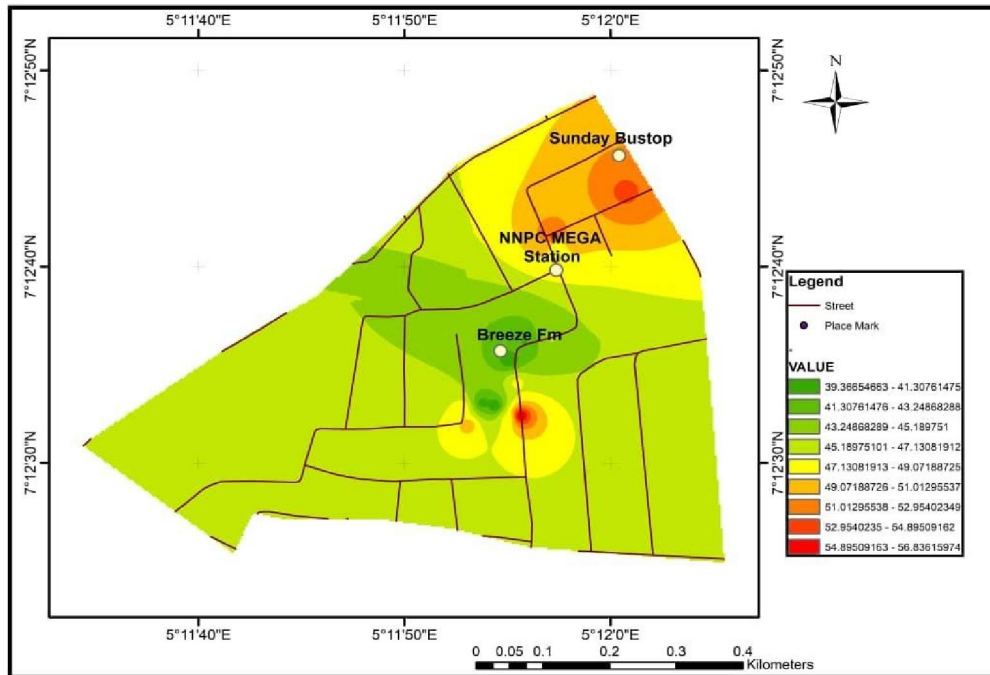 5°11'40"E
5°11'50"E
5°12'0"E
7°12'50"N
7°12'50"N
N
Sunday Bustop
NNPC MEGA
Station
7°12'40"N
7°12'40"N
Breeze Fm
Legend
Street
Place Mark
VALUE
39.36654663 - 41.30761475
41.30761476 - 43.24868288
43.24868289 - 45.189751
45.18975101 - 47.13081912
47.13081913 - 49.07188725
49.07188726 - 51.01295537
51.01295538 - 52.95402349
52.9540235 - 54.89509162
54.89509163 - 56.83615974
7°12'30"N
7°12'30"N
5°11'40"E
5°11'50"E
5°12'0"E
0 0.05 0.1 0.2 0.3 0.4
Kilometers